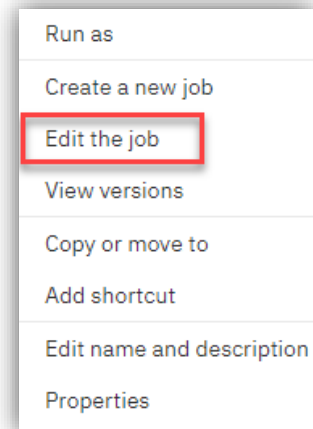 Run as
Create a new job
Edit the job
View versions
Copy or move to
Add shortcut
Edit name and description
Properties